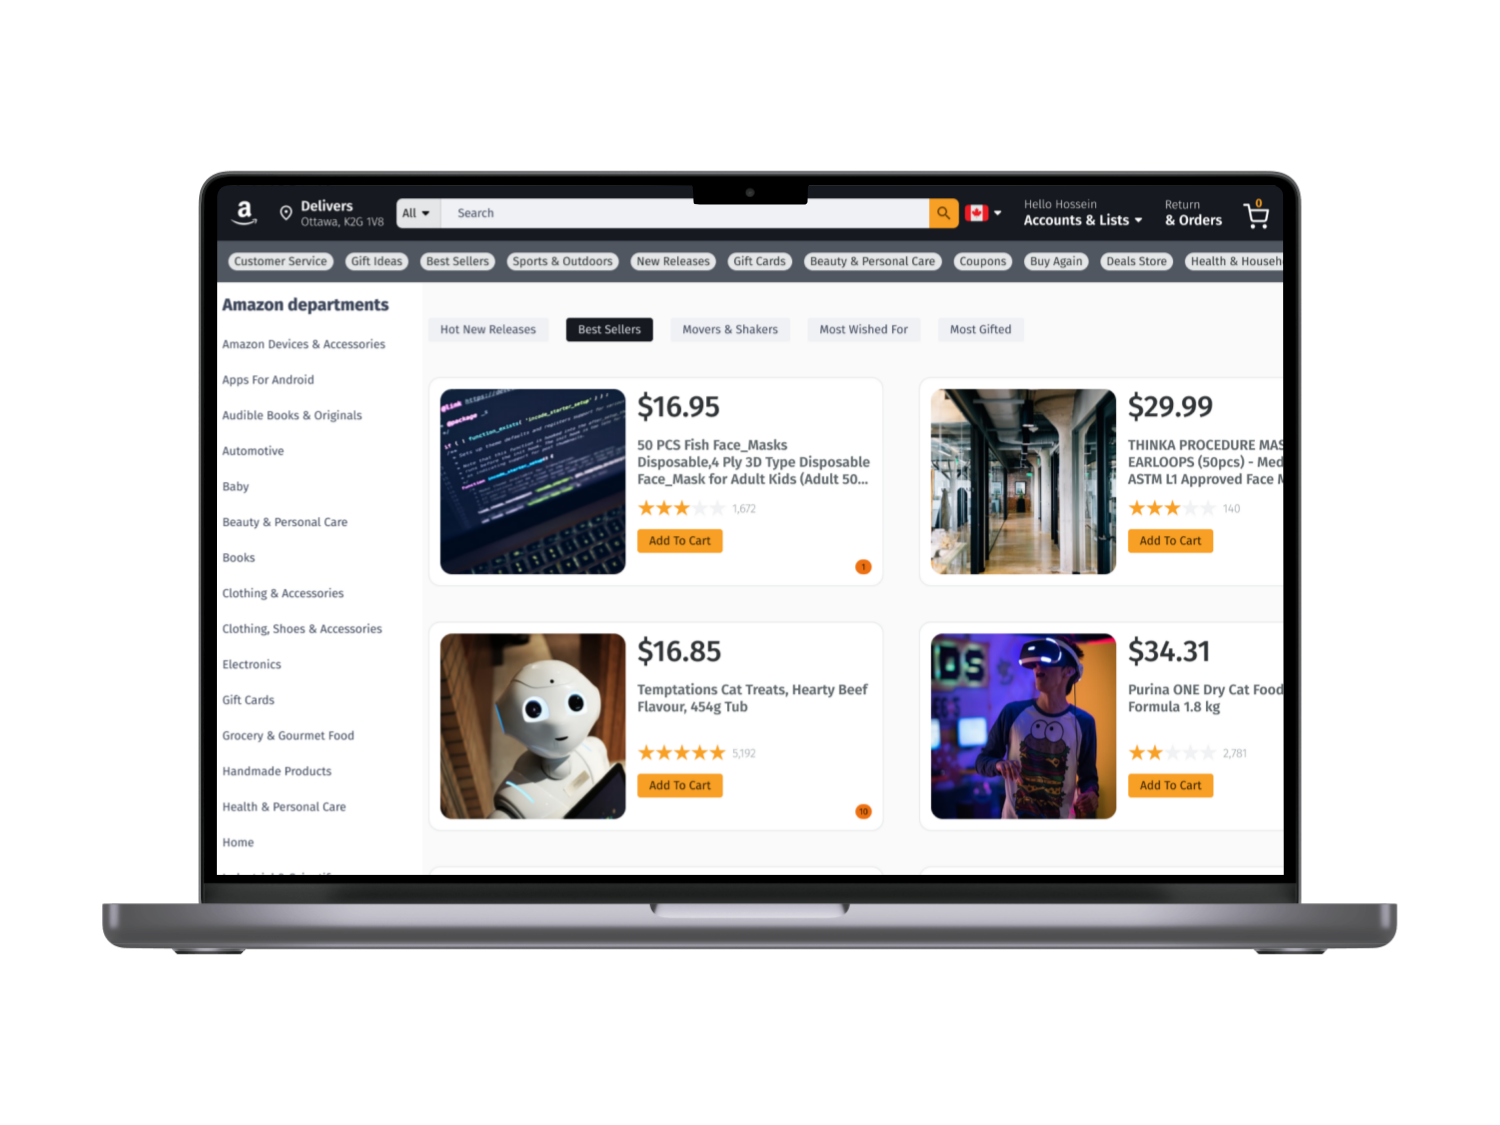 a
Delivers
Ottawa, K2G 1V8
All
Search
Hello Hossein
Accounts & Lists
Return
& Orders
0
Customer Service
Gift Ideas
Best Sellers
Sports & Outdoors
New Releases
Gift Cards
Beauty & Personal Care
Coupons
Buy Again
Deals Store
Health & Househ
Amazon departments
Amazon Devices & Accessories
Apps For Android
Audible Books & Originals
Automotive
Baby
Beauty & Personal Care
Books
Clothing & Accessories
Clothing, Shoes & Accessories
Electronics
Gift Cards
Grocery & Gourmet Food
Handmade Products
Health & Personal Care
Home
Hot New Releases
Best Sellers
Movers & Shakers
Most Wished For
Most Gifted
@link https://
@package
$16.95
50 PCS Fish Face_Masks
Disposable,4 Ply 3D Type Disposable
Face_Mask for Adult Kids (Adult 50...
1,672
Add To Cart
1
$29.99
THINKA PROCEDURE MAS
EARLOOPS (50pcs) - Med
ASTM L1 Approved Face M
140
Add To Cart
$16.85
Temptations Cat Treats, Hearty Beef
Flavour, 454g Tub
5,192
Add To Cart
10
DS
$34.31
Purina ONE Dry Cat Food
Formula 1.8 kg
2,781
Add To Cart